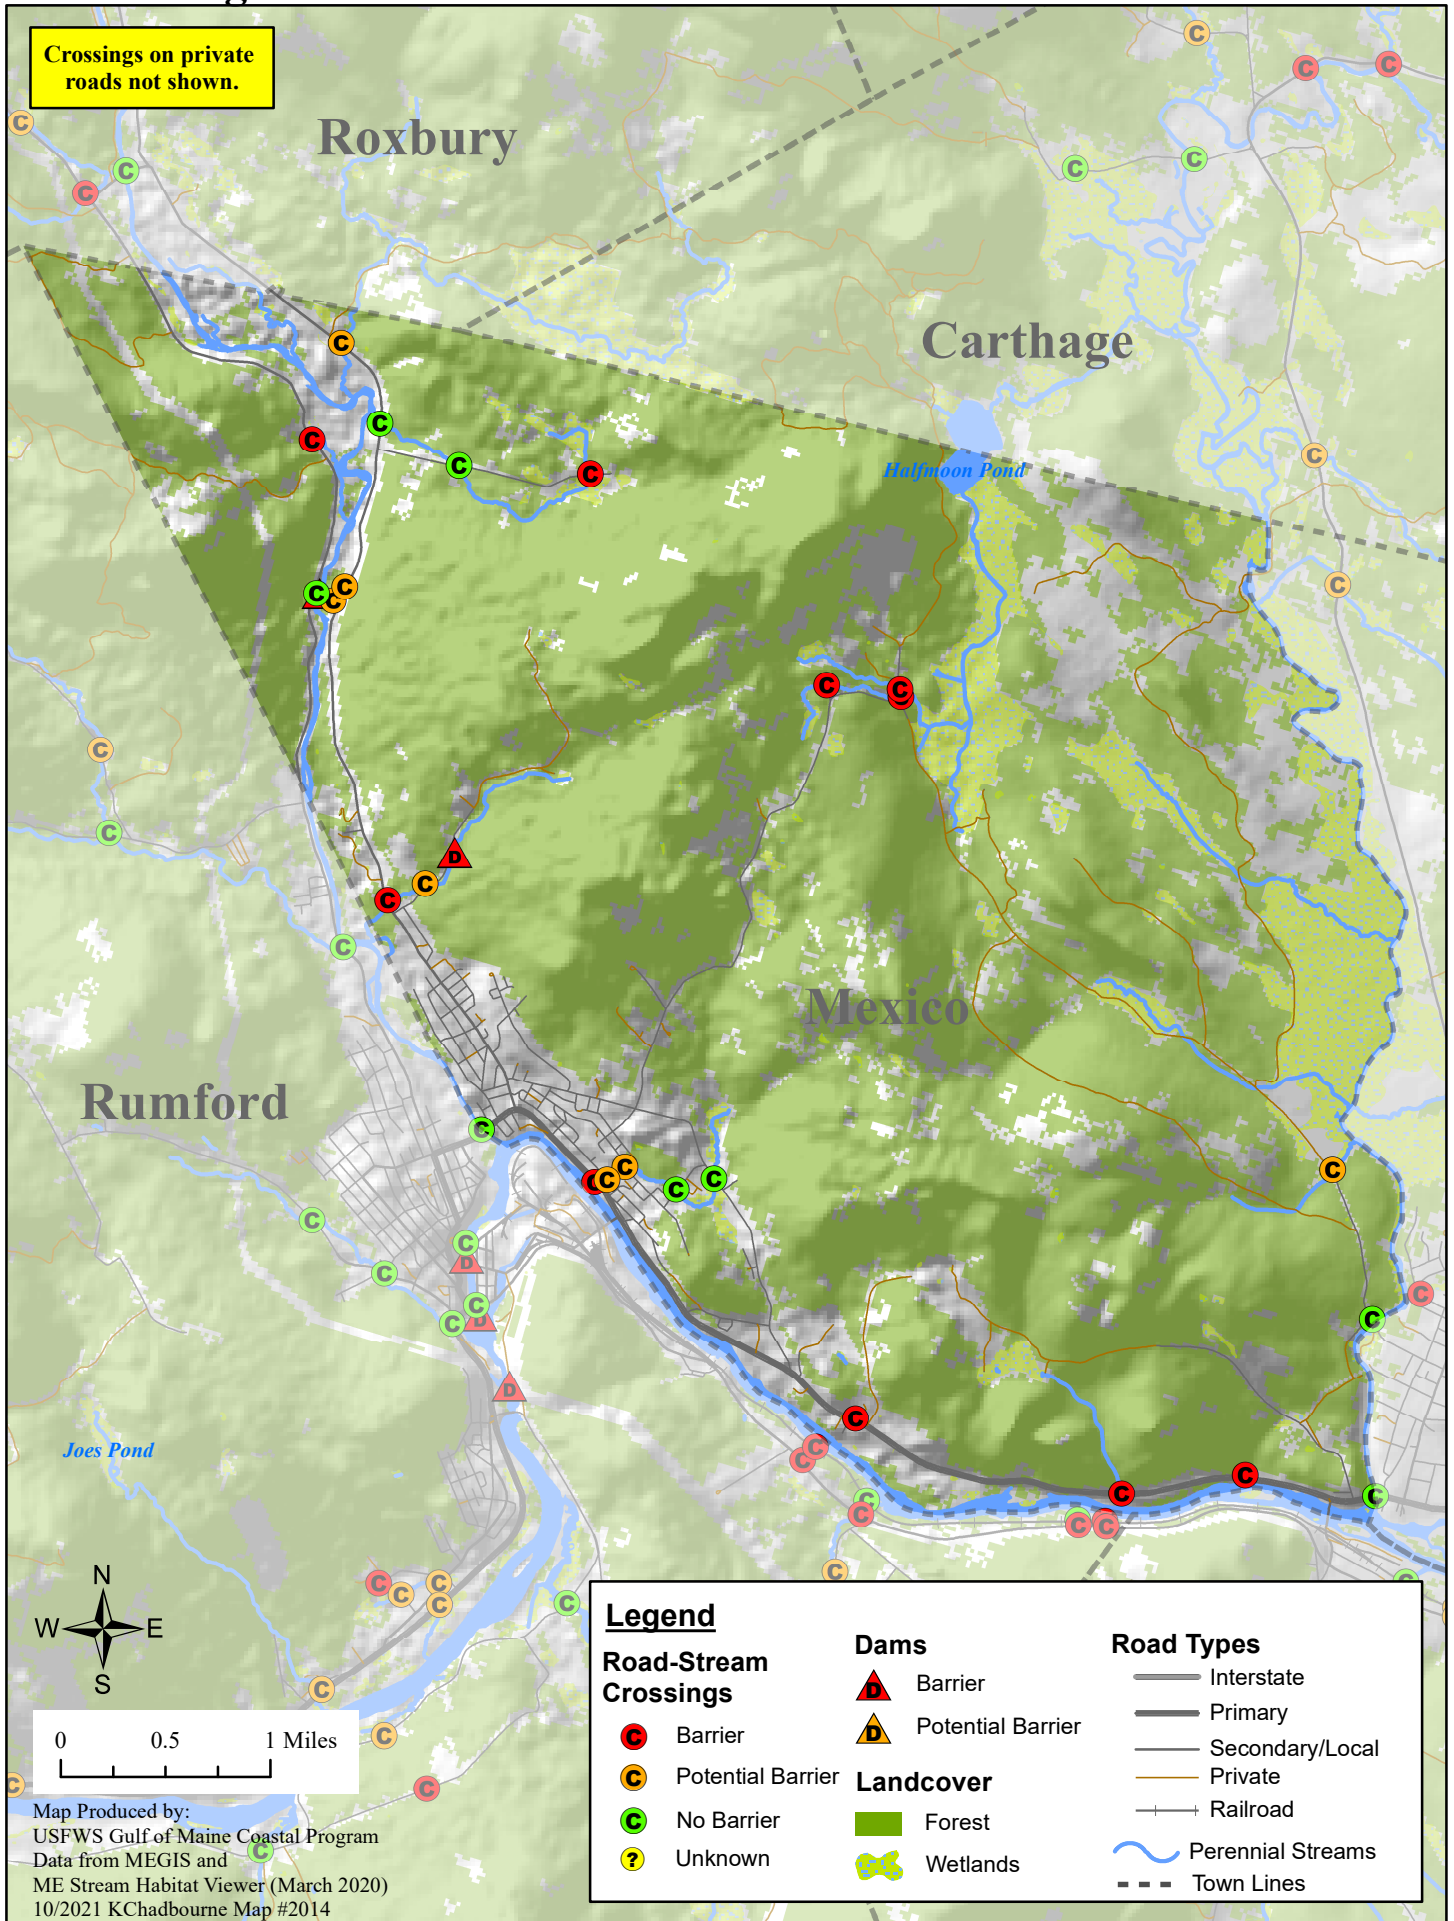 Crossings on private
roads not shown.
Roxbury
Carthage
Halfmoon Pond
Mexico
Rumford
Joes Pond
N
W E
S
0 0.5 1 Miles
Map Produced by:
USFWS Gulf of Maine Coastal Program
Data from MEGIS and
ME Stream Habitat Viewer (March 2020)
10/2021 KChadbourne Map #2014
Legend
Road-Stream
Crossings
C Barrier
C Potential Barrier
C No Barrier
? Unknown
Dams
D Barrier
D Potential Barrier
Landcover
Forest
Wetlands
Road Types
Interstate
Primary
Secondary/Local
Private
Railroad
Perennial Streams
Town Lines